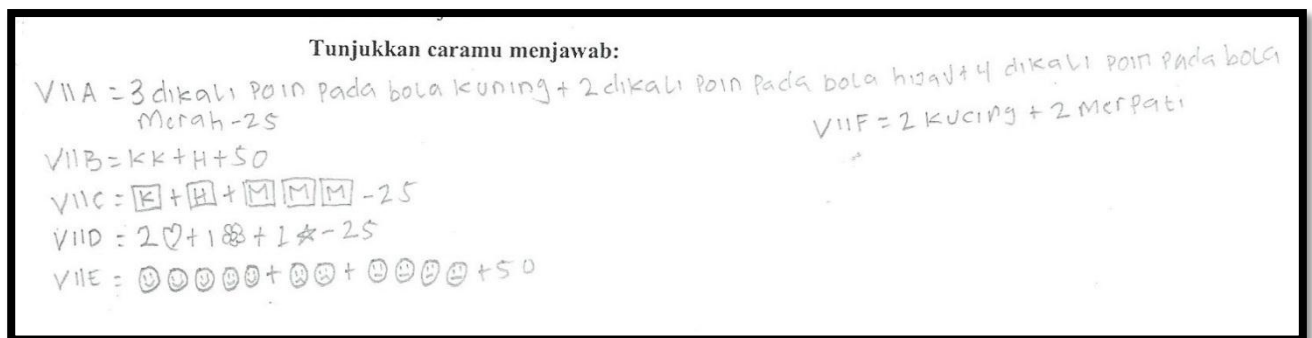 Tunjukkan caramu menjawab:
VIIA = 3 dikali poin pada bola kuning + 2 dikali poin pada bola hijau + 4 dikali poin pada bola
merah - 25
VIIF = 2 kucing + 2 merpati
VIIB = KK + H + 50
VIIC = K + H + M M M - 25
VIID = 2♡ + 1❀ + 1☆ - 25
VIIE = ☺☺☺☺☺ + ☹☹ + 😐😐😐😐 + 50